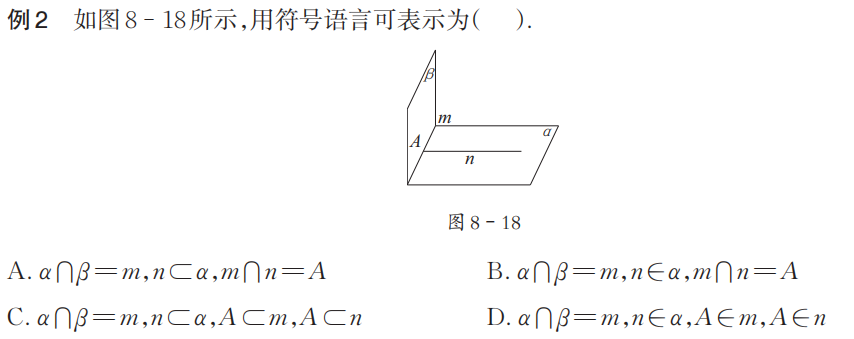 例2 如图8-18所示,用符号语言可表示为( ).
β
m
α
A
n
图8-18
A. α∩β=m,n⊂α,m∩n=A B. α∩β=m,n∈α,m∩n=A
C. α∩β=m,n⊂α,A⊂m,A⊂n D. α∩β=m,n∈α,A∈m,A∈n